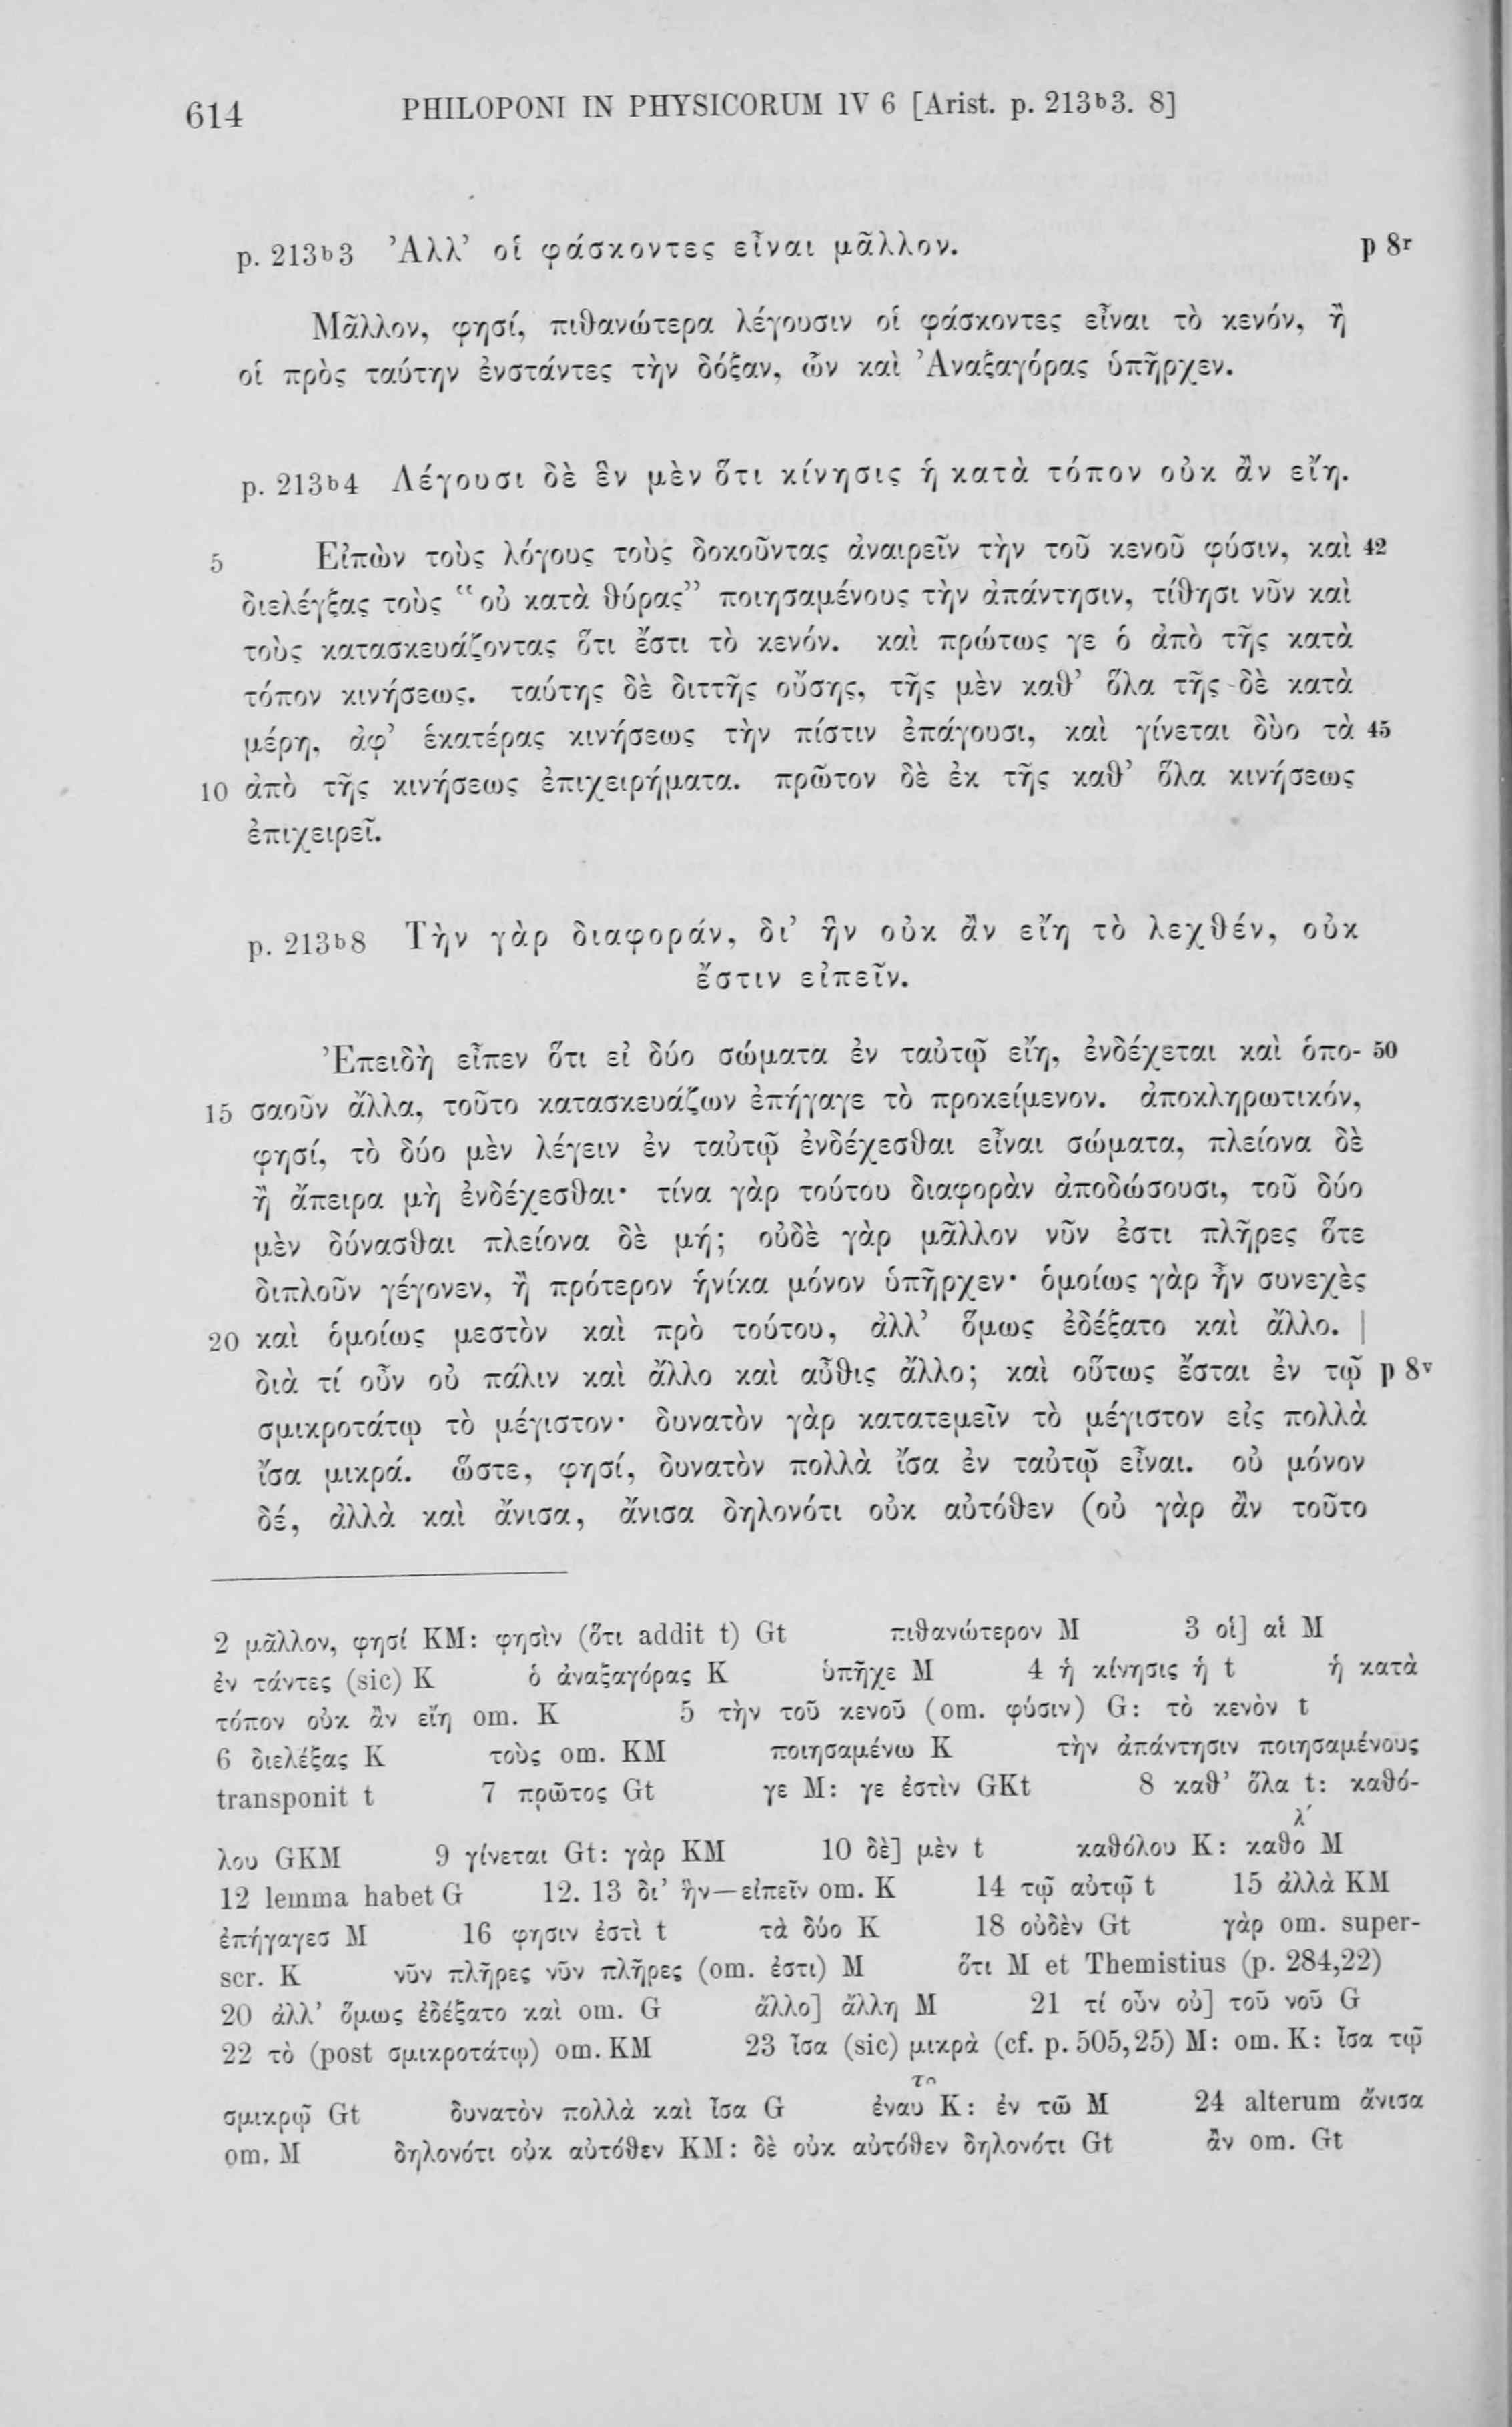 614 PHILOPONI IN PHYSICORUM IV 6 [Arist. p. 213b3. 8]
p. 213b3 Ἀλλ’ οἱ φάσκοντες εἶναι μᾶλλον. p 8r
Μᾶλλον, φησί, πιθανώτερα λέγουσιν οἱ φάσκοντες εἶναι τὸ κενόν, ἢ
οἱ πρὸς ταύτην ἐνστάντες τὴν δόξαν, ὧν καὶ Ἀναξαγόρας ὑπῆρχεν.
p. 213b4 Λέγουσι δὲ ἓν μὲν ὅτι κίνησις ἡ κατὰ τόπον οὐκ ἂν εἴη.
5 Εἰπὼν τοὺς λόγους τοὺς δοκοῦντας ἀναιρεῖν τὴν τοῦ κενοῦ φύσιν, καὶ 42
διελέγξας τοὺς “οὐ κατὰ θύρας” ποιησαμένους τὴν ἀπάντησιν, τίθησι νῦν καὶ
τοὺς κατασκευάζοντας ὅτι ἔστι τὸ κενόν. καὶ πρώτως γε ὁ ἀπὸ τῆς κατὰ
τόπον κινήσεως. ταύτης δὲ διττῆς οὔσης, τῆς μὲν καθ’ ὅλα τῆς δὲ κατὰ
μέρη, ἀφ’ ἑκατέρας κινήσεως τὴν πίστιν ἐπάγουσι, καὶ γίνεται δὺο τὰ 45
10 ἀπὸ τῆς κινήσεως ἐπιχειρήματα. πρῶτον δὲ ἐκ τῆς καθ’ ὅλα κινήσεως
ἐπιχειρεῖ.
p. 213b8 Τὴν γὰρ διαφοράν, δι’ ἣν οὐκ ἂν εἴη τὸ λεχθέν, οὐκ
ἔστιν εἰπεῖν.
Ἐπειδὴ εἶπεν ὅτι εἰ δύο σώματα ἐν ταὐτῷ εἴη, ἐνδέχεται καὶ ὁπο- 50
15 σαοῦν ἄλλα, τοῦτο κατασκευάζων ἐπήγαγε τὸ προκείμενον. ἀποκληρωτικόν,
φησί, τὸ δύο μὲν λέγειν ἐν ταὐτῷ ἐνδέχεσθαι εἶναι σώματα, πλείονα δὲ
ἢ ἄπειρα μὴ ἐνδέχεσθαι· τίνα γὰρ τούτου διαφορὰν ἀποδώσουσι, τοῦ δύο
μὲν δύνασθαι πλείονα δὲ μή; οὐδὲ γὰρ μᾶλλον νῦν ἐστι πλῆρες ὅτε
διπλοῦν γέγονεν, ἢ πρότερον ἡνίκα μόνον ὑπῆρχεν· ὁμοίως γὰρ ἦν συνεχὲς
20 καὶ ὁμοίως μεστὸν καὶ πρὸ τούτου, ἀλλ’ ὅμως ἐδέξατο καὶ ἄλλο. |
διὰ τί οὖν οὐ πάλιν καὶ ἄλλο καὶ αὖθις ἄλλο; καὶ οὕτως ἔσται ἐν τῷ p 8v
σμικροτάτῳ τὸ μέγιστον· δυνατὸν γὰρ κατατεμεῖν τὸ μέγιστον εἰς πολλὰ
ἴσα μικρά. ὥστε, φησί, δυνατὸν πολλὰ ἴσα ἐν ταὐτῷ εἶναι. οὐ μόνον
δέ, ἀλλὰ καὶ ἄνισα, ἄνισα δηλονότι οὐκ αὐτόθεν (οὐ γὰρ ἂν τοῦτο
2 μᾶλλον, φησί KM: φησὶν (ὅτι addit t) Gt πιθανώτερον M 3 οἱ] αἱ M
ἐν τάντες (sic) K ὁ ἀναξαγόρας K ὑπῆχε M 4 ἡ κίνησις ἡ t ἡ κατὰ
τόπον οὐκ ἂν εἴη om. K 5 τὴν τοῦ κενοῦ (om. φύσιν) G: τὸ κενὸν t
6 διελέξας K τοὺς om. KM ποιησαμένω K τὴν ἀπάντησιν ποιησαμένους
transponit t 7 πρῶτος Gt γε M: γε ἐστὶν GKt 8 καθ’ ὅλα t: καθό-
λου GKM 9 γίνεται Gt: γὰρ KM 10 δὲ] μὲν t καθόλου K: καθολ´ M
12 lemma habet G 12. 13 δι’ ἣν—εἰπεῖν om. K 14 τῷ αὐτῷ t 15 ἀλλὰ KM
ἐπήγαγεσ M 16 φησιν ἐστὶ t τὰ δύο K 18 οὐδὲν Gt γὰρ om. super-
scr. K νῦν πλῆρες νῦν πλῆρες (om. ἐστι) M ὅτι M et Themistius (p. 284,22)
20 ἀλλ’ ὅμως ἐδέξατο καὶ om. G ἄλλο] ἄλλη M 21 τί οὖν οὐ] τοῦ νοῦ G
22 τὸ (post σμικροτάτῳ) om. KM 23 ἶσα (sic) μικρὰ (cf. p. 505,25) M: om. K: ἶσα τῷ
σμικρῷ Gt δυνατὸν πολλὰ καὶ ἶσα G K: ἐν τῶ M 24 alterum ἄνισα
om. M δηλονότι οὐκ αὐτόθεν KM: δὲ οὐκ αὐτόθεν δηλονότι Gt ἂν om. Gt